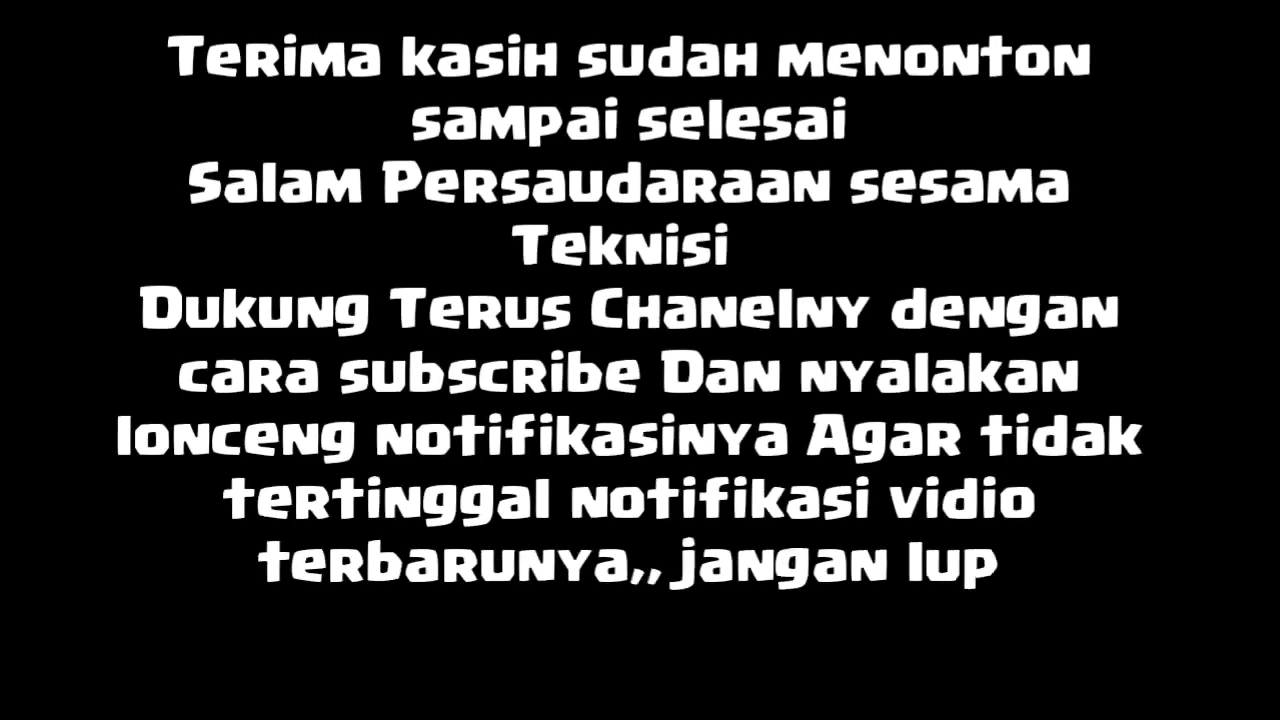 Terima kasih sudah menonton
sampai selesai
Salam Persaudaraan sesama
Teknisi
Dukung Terus Chanelny dengan
cara subscribe Dan nyalakan
lonceng notifikasinya Agar tidak
tertinggal notifikasi vidio
terbarunya,, jangan lup